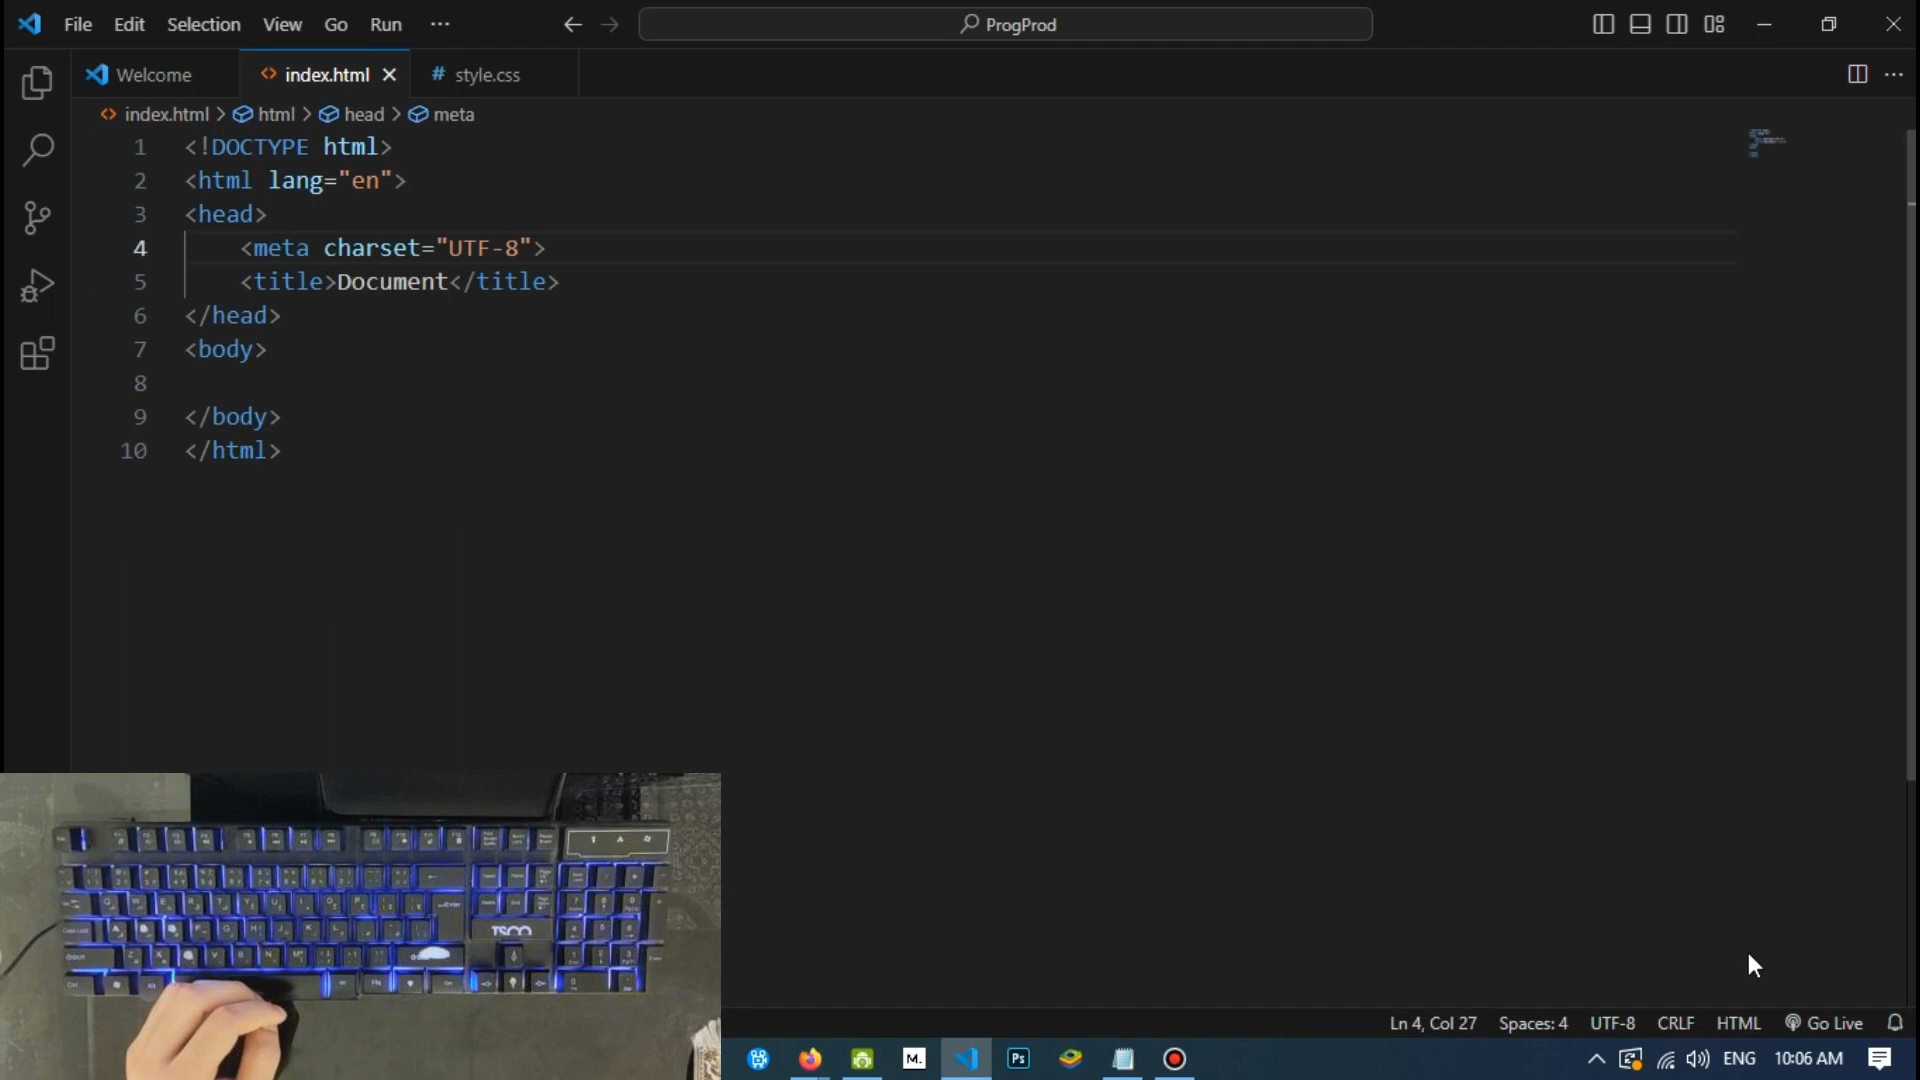 File Edit Selection View Go Run ··· ProgProd
Welcome index.html style.css
index.html > html > head > meta
1 <!DOCTYPE html>
2 <html lang="en">
3 <head>
4 <meta charset="UTF-8">
5 <title>Document</title>
6 </head>
7 <body>
8
9 </body>
10 </html>
TSCO
Ln 4, Col 27 Spaces: 4 UTF-8 CRLF HTML Go Live
M. Ps ENG 10:06 AM